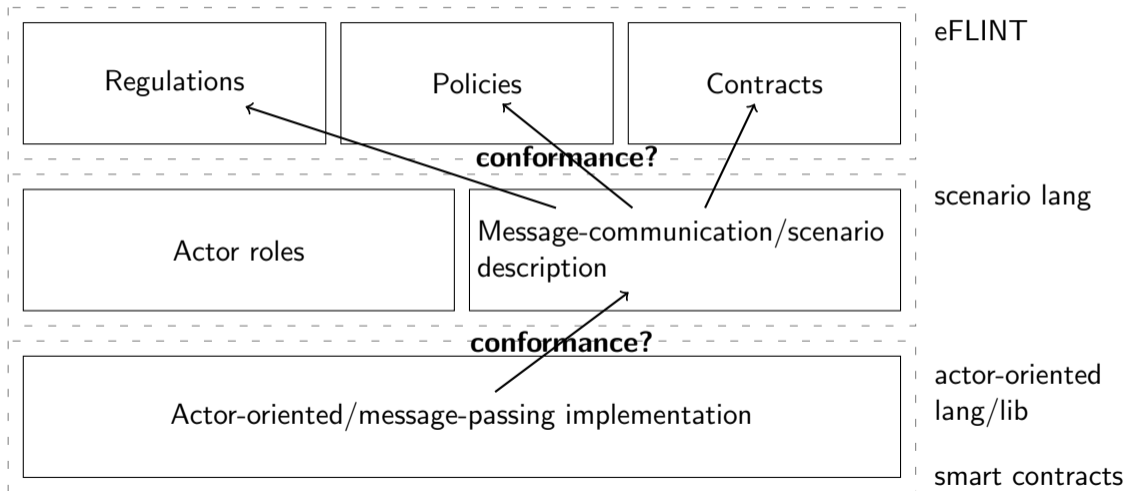 eFLINT
Regulations
Policies
Contracts
conformance?
scenario lang
Actor roles
Message-communication/scenario
description
conformance?
actor-oriented
lang/lib
Actor-oriented/message-passing implementation
smart contracts